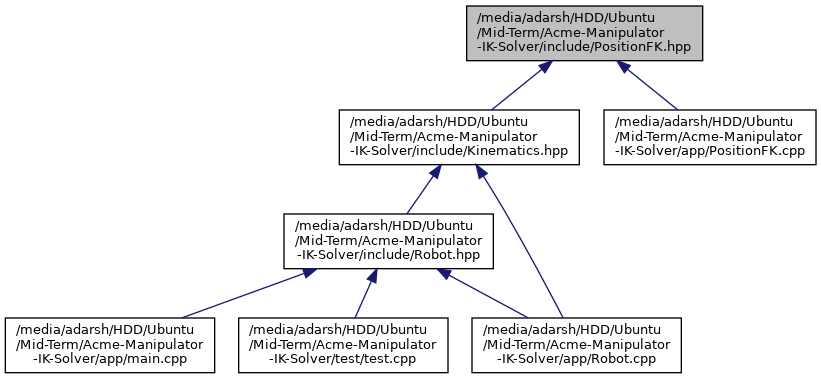 /media/adarsh/HDD/Ubuntu
/Mid-Term/Acme-Manipulator
-IK-Solver/include/PositionFK.hpp
/media/adarsh/HDD/Ubuntu
/Mid-Term/Acme-Manipulator
-IK-Solver/include/Kinematics.hpp
/media/adarsh/HDD/Ubuntu
/Mid-Term/Acme-Manipulator
-IK-Solver/app/PositionFK.cpp
/media/adarsh/HDD/Ubuntu
/Mid-Term/Acme-Manipulator
-IK-Solver/include/Robot.hpp
/media/adarsh/HDD/Ubuntu
/Mid-Term/Acme-Manipulator
-IK-Solver/app/main.cpp
/media/adarsh/HDD/Ubuntu
/Mid-Term/Acme-Manipulator
-IK-Solver/test/test.cpp
/media/adarsh/HDD/Ubuntu
/Mid-Term/Acme-Manipulator
-IK-Solver/app/Robot.cpp